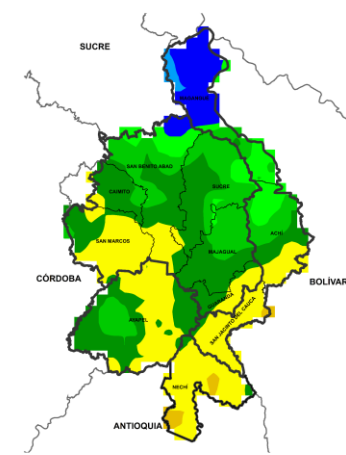 SUCRE
SAN BENITO ABAD
CAIMITO
SUCRE
SAN MARCOS
ACHÍ
MAJAGUAL
CÓRDOBA
BOLÍVAR
GUARANDA
SAN JACINTO DEL CAUCA
AYAPEL
NECHÍ
ANTIOQUIA